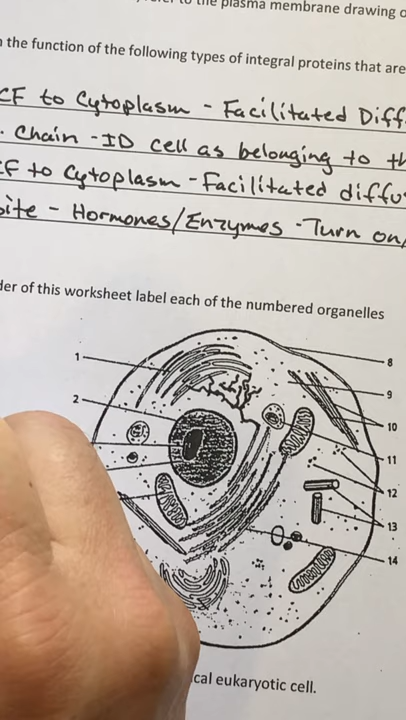 the plasma membrane drawing
the function of the following types of integral proteins that are
CF to Cytoplasm - Facilitated Diff
. Chain - ID cell as belonging to th
CF to Cytoplasm - Facilitated diffu
site - Hormones/Enzymes - Turn on/
der of this worksheet label each of the numbered organelles
1
8
9
2
10
11
12
13
14
cal eukaryotic cell.